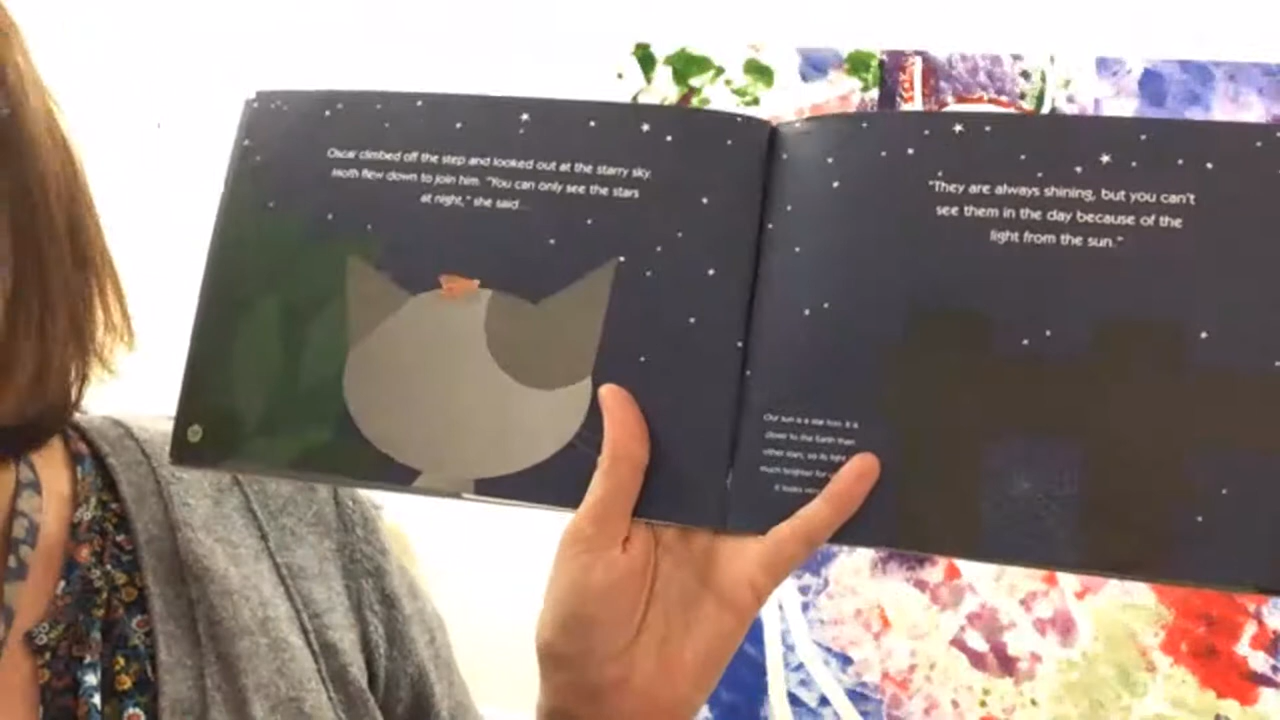 Oscar climbed off the step and looked out at the starry sky.
Moth flew down to join him. "You can only see the stars
at night," she said.
"They are always shining, but you can't
see them in the day because of the
light from the sun."
Our sun is a star too. It is
closer to the Earth than
other stars, so its light
much brighter for
It looks